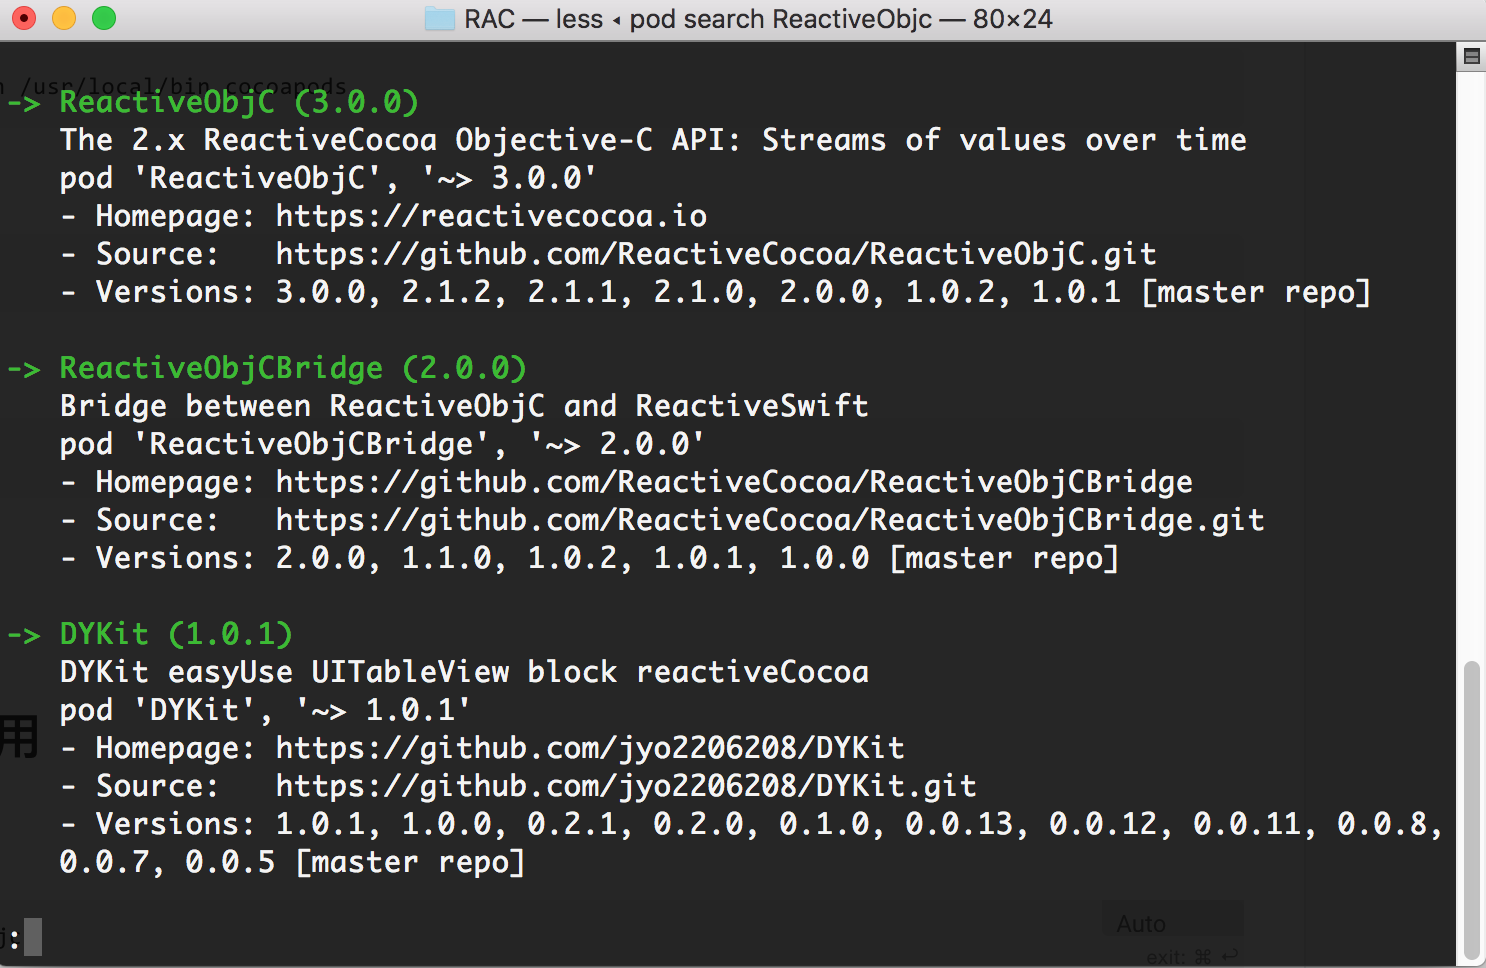 RAC — less ◂ pod search ReactiveObjc — 80×24
/usr/local/bin cocoapods
-> ReactiveObjC (3.0.0)
The 2.x ReactiveCocoa Objective-C API: Streams of values over time
pod 'ReactiveObjC', '~> 3.0.0'
- Homepage: https://reactivecocoa.io
- Source:   https://github.com/ReactiveCocoa/ReactiveObjC.git
- Versions: 3.0.0, 2.1.2, 2.1.1, 2.1.0, 2.0.0, 1.0.2, 1.0.1 [master repo]
-> ReactiveObjCBridge (2.0.0)
Bridge between ReactiveObjC and ReactiveSwift
pod 'ReactiveObjCBridge', '~> 2.0.0'
- Homepage: https://github.com/ReactiveCocoa/ReactiveObjCBridge
- Source:   https://github.com/ReactiveCocoa/ReactiveObjCBridge.git
- Versions: 2.0.0, 1.1.0, 1.0.2, 1.0.1, 1.0.0 [master repo]
-> DYKit (1.0.1)
DYKit easyUse UITableView block reactiveCocoa
pod 'DYKit', '~> 1.0.1'
用
- Homepage: https://github.com/jyo2206208/DYKit
- Source:   https://github.com/jyo2206208/DYKit.git
- Versions: 1.0.1, 1.0.0, 0.2.1, 0.2.0, 0.1.0, 0.0.13, 0.0.12, 0.0.11, 0.0.8,
0.0.7, 0.0.5 [master repo]
Auto
:
exit: ⌘ ↩